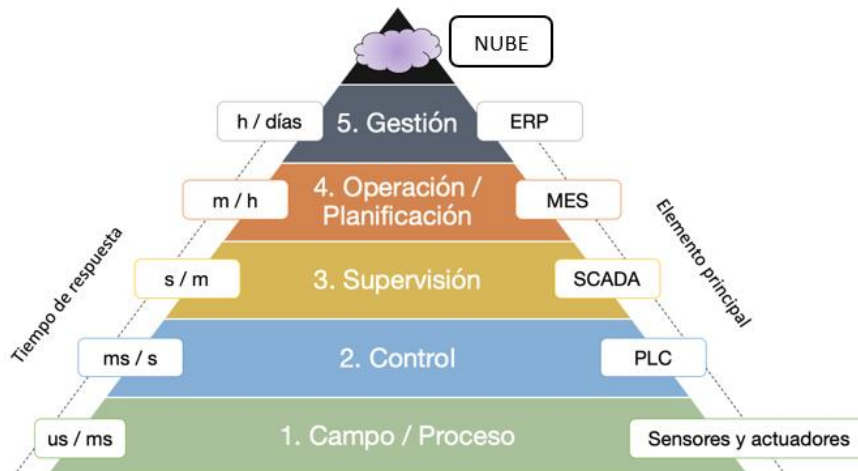 NUBE
h / días
5. Gestión
ERP
m / h
4. Operación /
Planificación
MES
Tiempo de respuesta
Elemento principal
s / m
3. Supervisión
SCADA
ms / s
2. Control
PLC
us / ms
1. Campo / Proceso
Sensores y actuadores